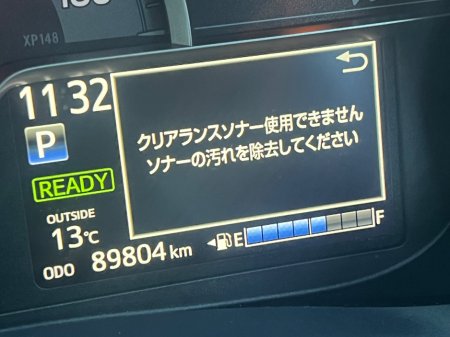 XP148
11 32
クリアランスソナー使用できません
ソナーの汚れを除去してください
P
READY
OUTSIDE
13℃
ODO 89804 km
E F